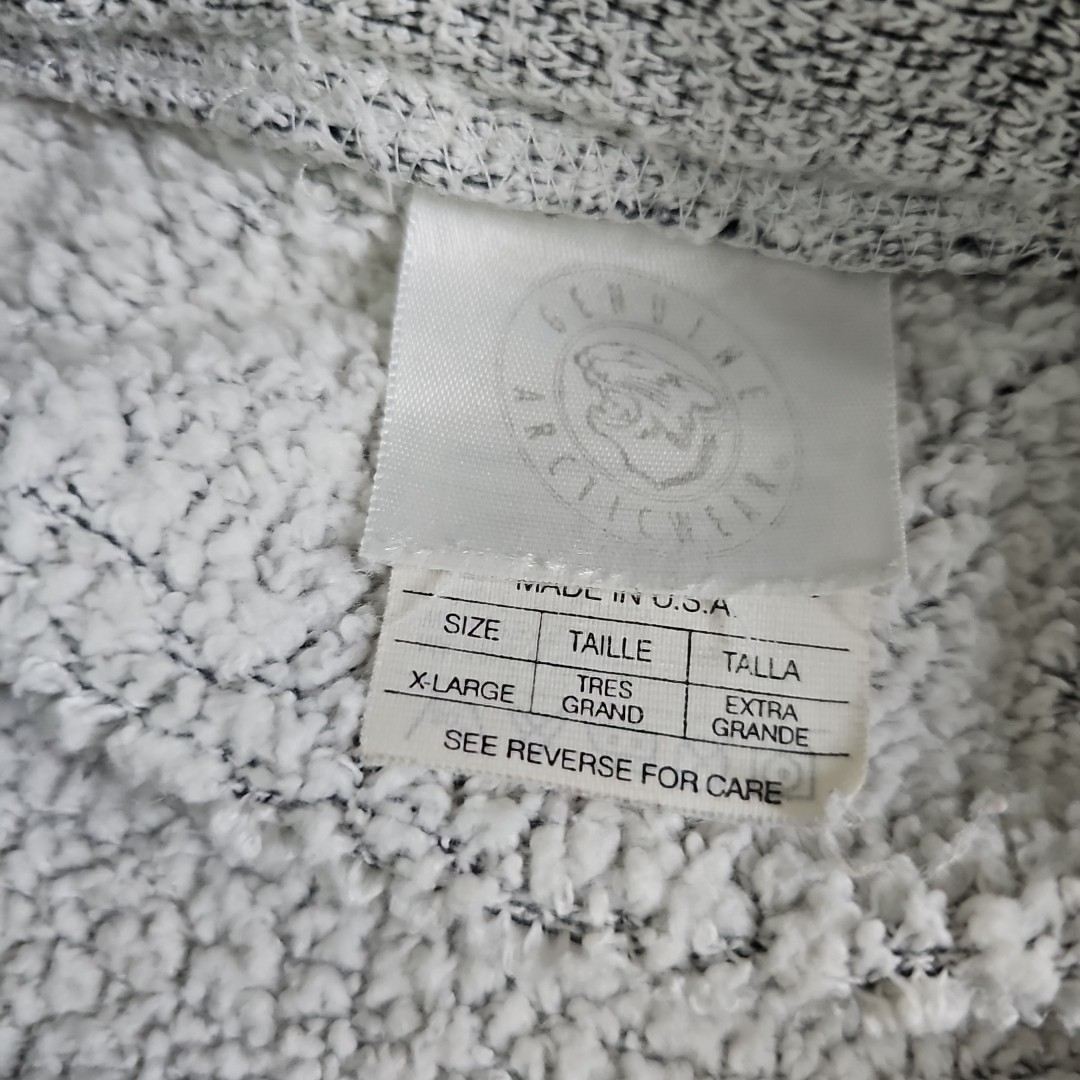 GENUINE
ARCTICWEAR
MADE IN U.S.A.
SIZE TAILLE TALLA
X-LARGE TRES GRAND EXTRA GRANDE
SEE REVERSE FOR CARE